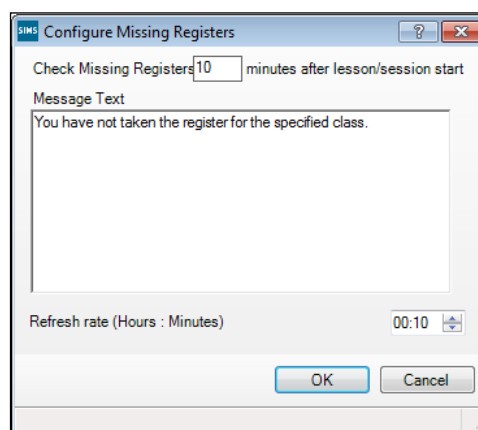 SIMS Configure Missing Registers ?
Check Missing Registers 10 minutes after lesson/session start
Message Text
You have not taken the register for the specified class.
Refresh rate (Hours : Minutes) 00:10
OK Cancel